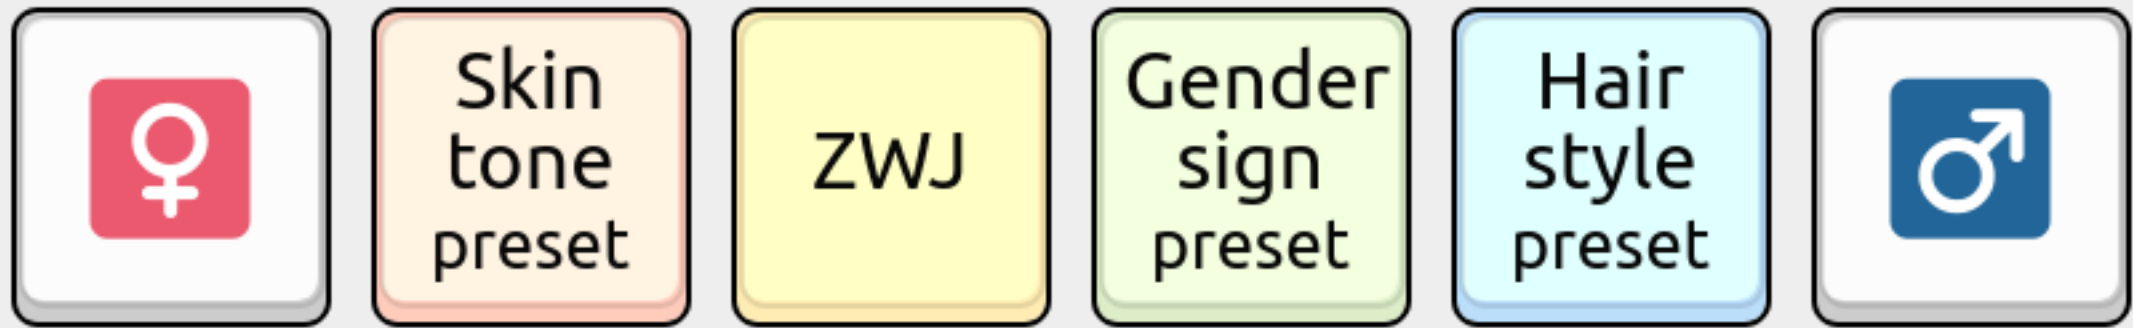 ♀
Skin
tone
preset
ZWJ
Gender
sign
preset
Hair
style
preset
♂